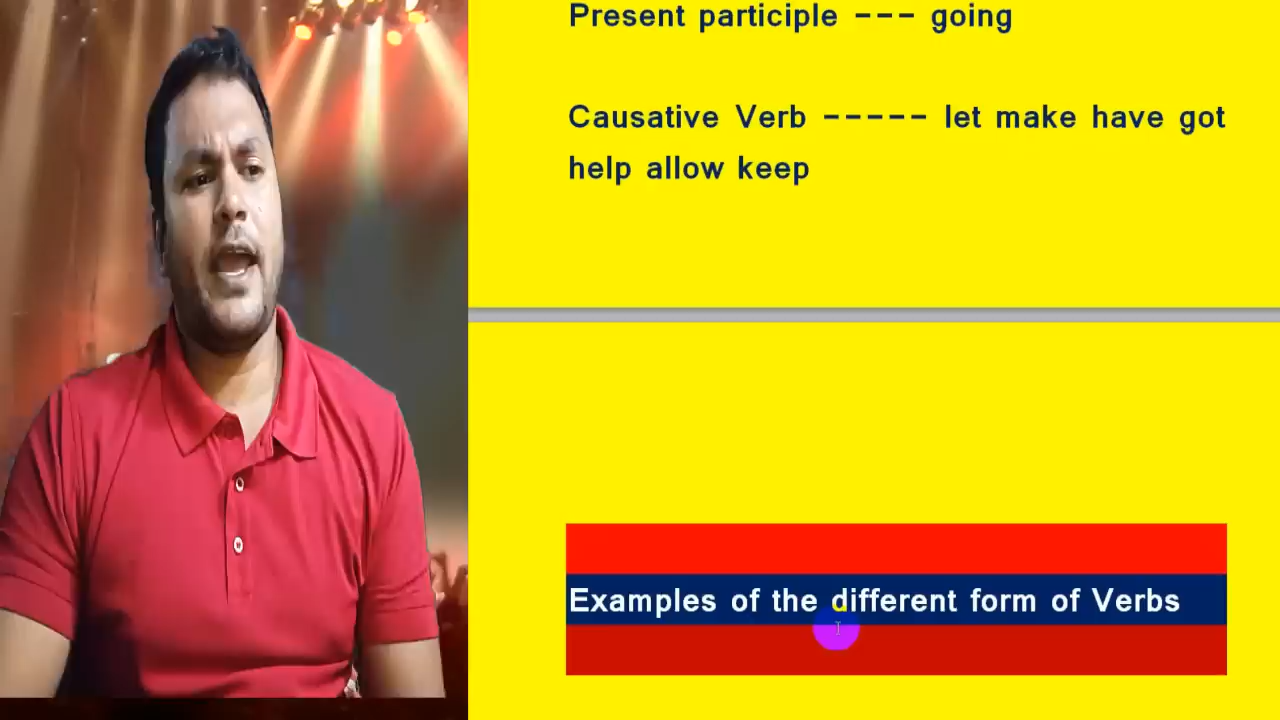 Present participle --- going
Causative Verb ----- let make have got
help allow keep
Examples of the different form of Verbs